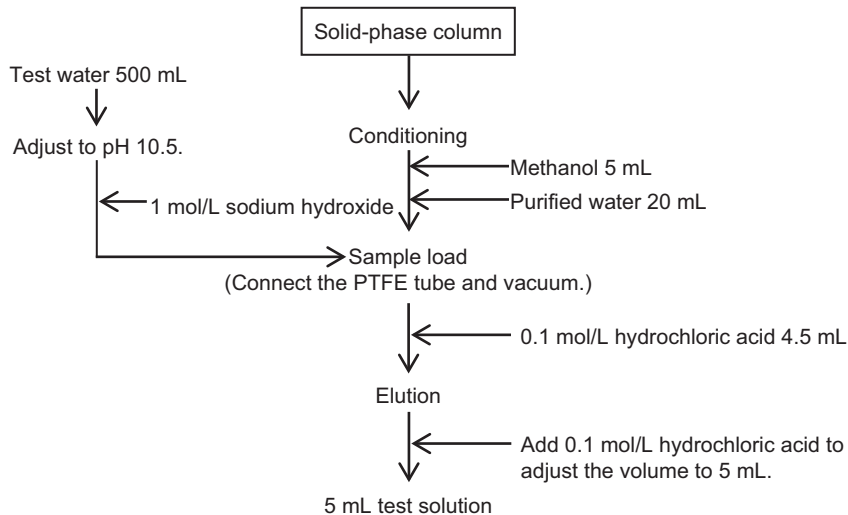 Solid-phase column
Test water 500 mL
Adjust to pH 10.5.
1 mol/L sodium hydroxide
Conditioning
Methanol 5 mL
Purified water 20 mL
Sample load
(Connect the PTFE tube and vacuum.)
0.1 mol/L hydrochloric acid 4.5 mL
Elution
Add 0.1 mol/L hydrochloric acid to
adjust the volume to 5 mL.
5 mL test solution